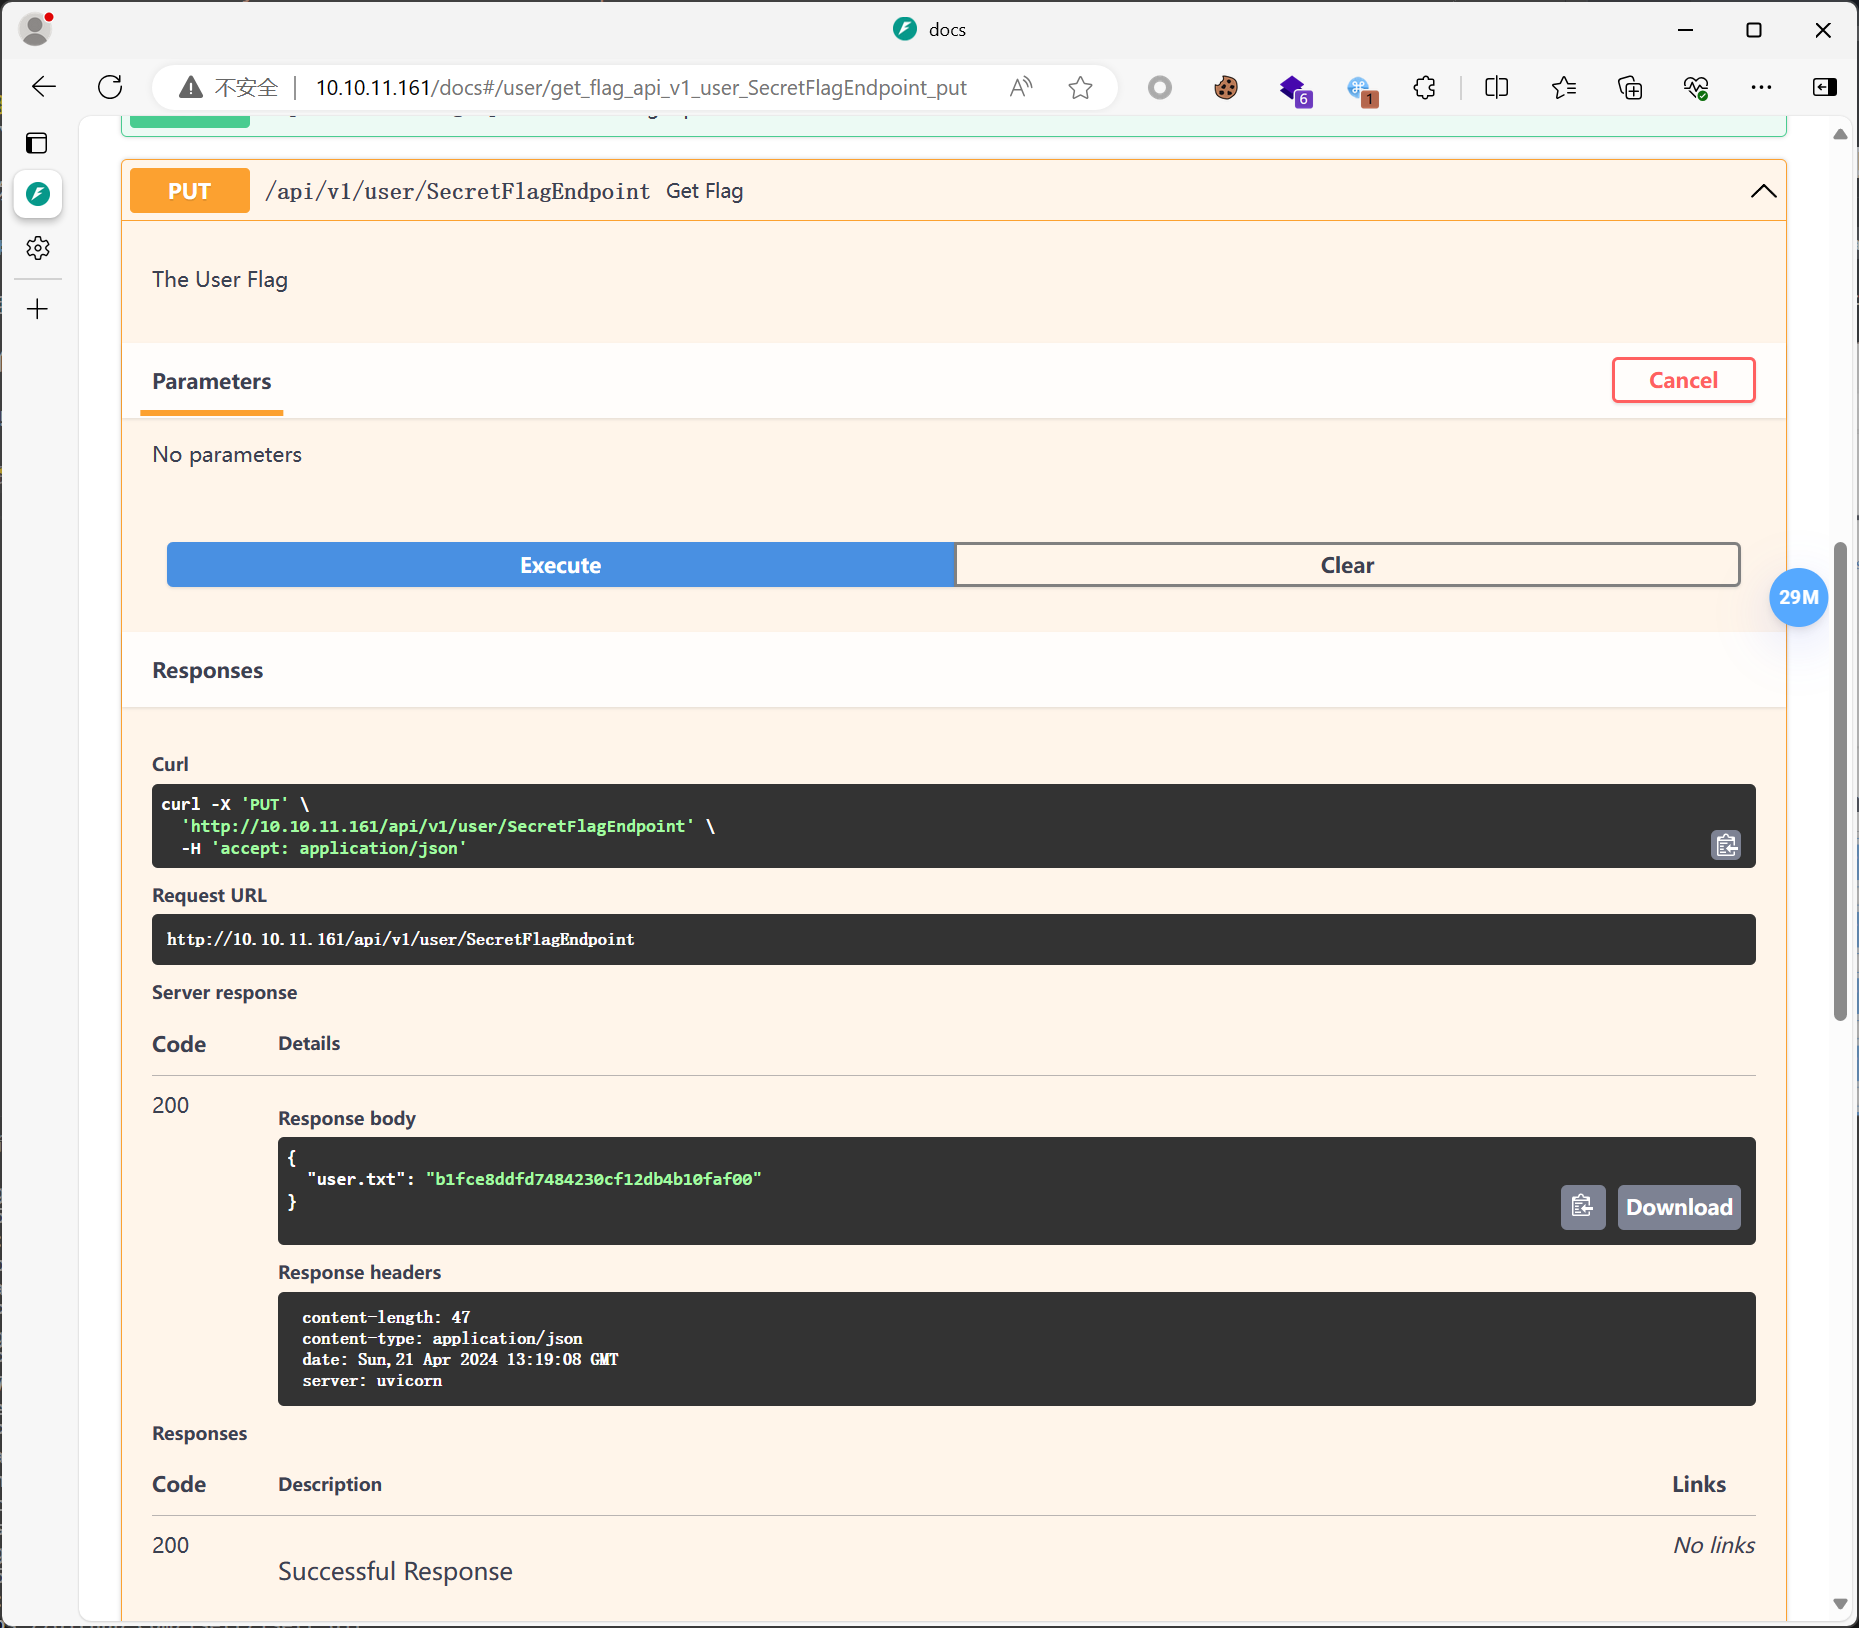 docs
不安全
10.10.11.161/docs#/user/get_flag_api_v1_user_SecretFlagEndpoint_put
6
1
PUT /api/v1/user/SecretFlagEndpoint Get Flag
The User Flag
Parameters
Cancel
No parameters
Execute
Clear
29M
Responses
Curl
curl -X 'PUT' \
'http://10.10.11.161/api/v1/user/SecretFlagEndpoint' \
-H 'accept: application/json'
Request URL
http://10.10.11.161/api/v1/user/SecretFlagEndpoint
Server response
Code Details
200
Response body
{
"user.txt": "b1fce8ddfd7484230cf12db4b10faf00"
}
Download
Response headers
content-length: 47
content-type: application/json
date: Sun,21 Apr 2024 13:19:08 GMT
server: uvicorn
Responses
Code Description Links
200
Successful Response
No links